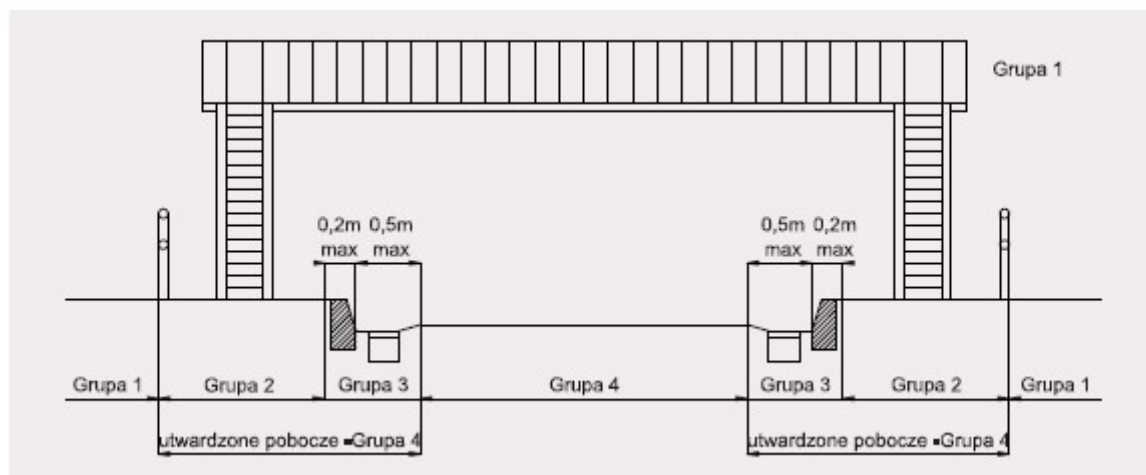 Grupa 1
0,2m 0,5m
max max
0,5m 0,2m
max max
Grupa 1 Grupa 2 Grupa 3 Grupa 4 Grupa 3 Grupa 2 Grupa 1
utwardzone pobocze =Grupa 4 utwardzone pobocze =Grupa 4